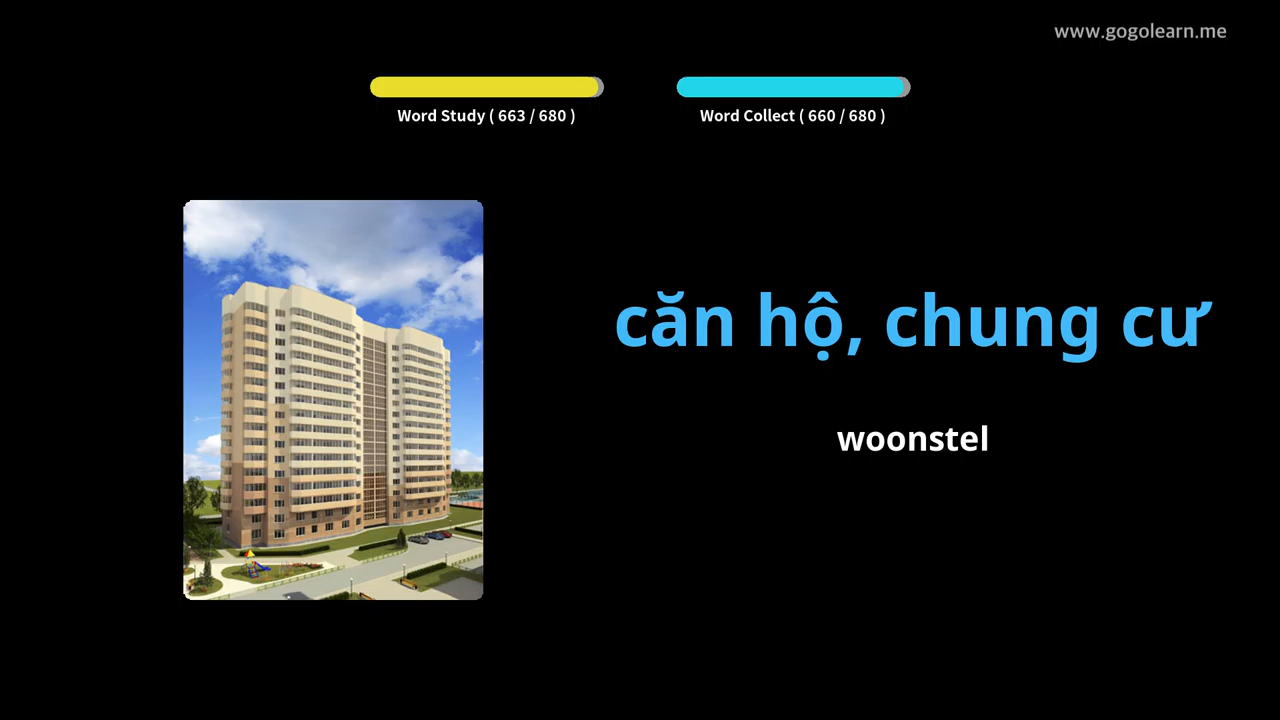 www.gogolearn.me
Word Study ( 663 / 680 )
Word Collect ( 660 / 680 )
căn hộ, chung cư
woonstel